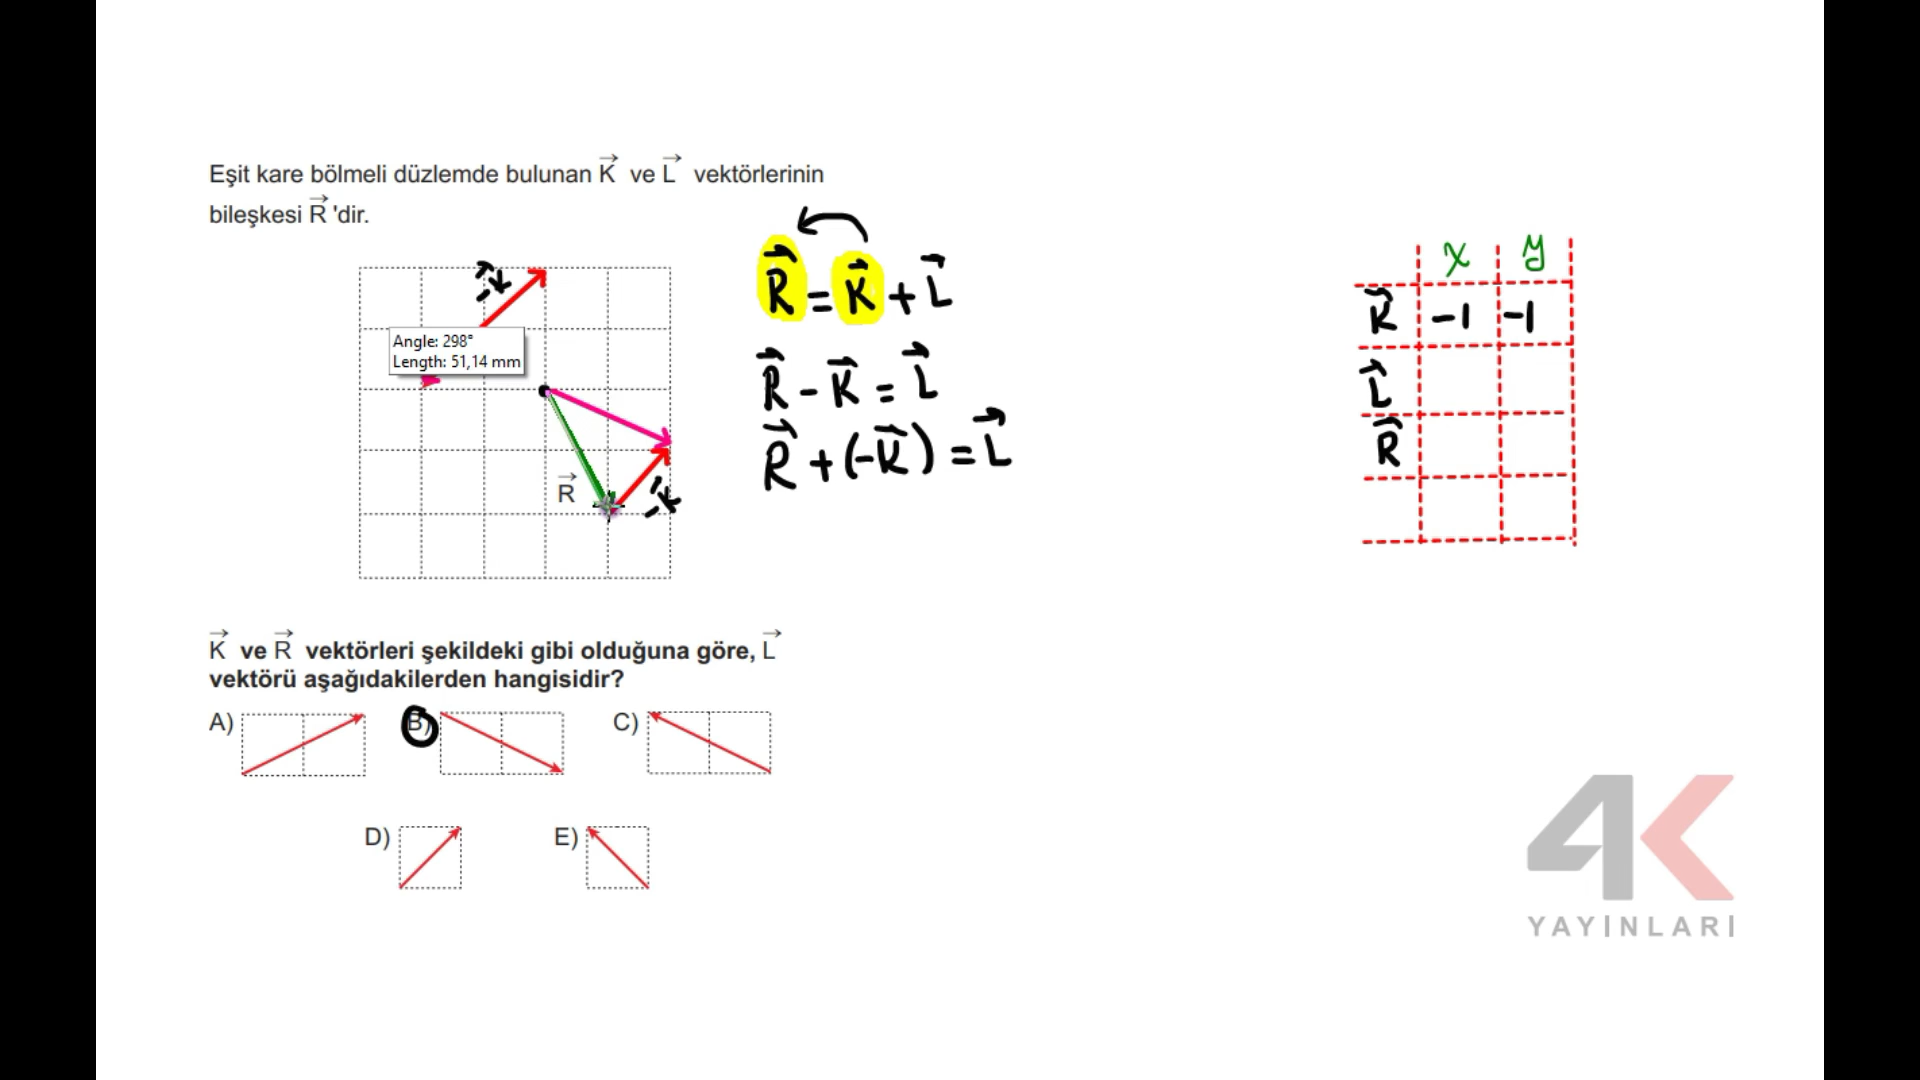 Eşit kare bölmeli düzlemde bulunan K⃗ ve L⃗ vektörlerinin
bileşkesi R⃗ 'dir.
-K⃗
Angle: 298°
Length: 51,14 mm
R⃗
-K⃗
R⃗ = K⃗ + L⃗
R⃗ - K⃗ = L⃗
R⃗ + (-K⃗) = L⃗
x y
K⃗ -1 -1
L⃗
R⃗
K⃗ ve R⃗ vektörleri şekildeki gibi olduğuna göre, L⃗
vektörü aşağıdakilerden hangisidir?
A) B) C)
D) E)
4K
YAYINLARI